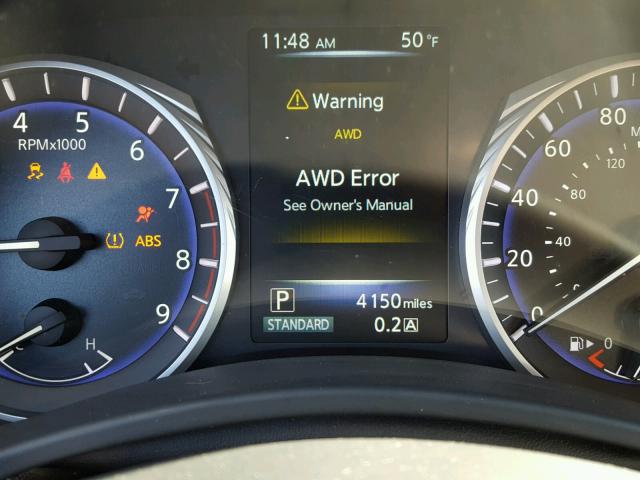 11:48 AM 50°F
4 5 6 7 8 9
RPMx1000
ABS
C H
Warning
AWD
AWD Error
See Owner's Manual
P 4150 miles
STANDARD 0.2 A
0 20 40 60 80
40 80 120
M
0